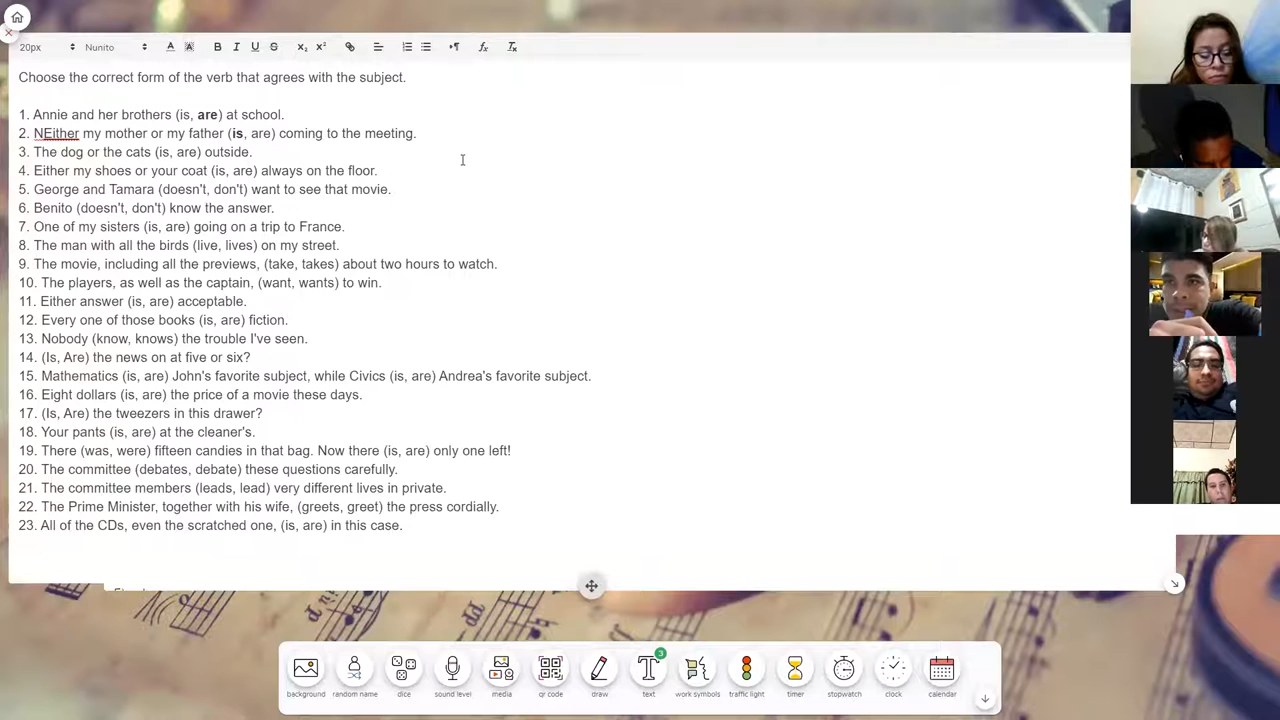 20px Nunito
Choose the correct form of the verb that agrees with the subject.
1. Annie and her brothers (is, are) at school.
2. NEither my mother or my father (is, are) coming to the meeting.
3. The dog or the cats (is, are) outside.
4. Either my shoes or your coat (is, are) always on the floor.
5. George and Tamara (doesn't, don't) want to see that movie.
6. Benito (doesn't, don't) know the answer.
7. One of my sisters (is, are) going on a trip to France.
8. The man with all the birds (live, lives) on my street.
9. The movie, including all the previews, (take, takes) about two hours to watch.
10. The players, as well as the captain, (want, wants) to win.
11. Either answer (is, are) acceptable.
12. Every one of those books (is, are) fiction.
13. Nobody (know, knows) the trouble I've seen.
14. (Is, Are) the news on at five or six?
15. Mathematics (is, are) John's favorite subject, while Civics (is, are) Andrea's favorite subject.
16. Eight dollars (is, are) the price of a movie these days.
17. (Is, Are) the tweezers in this drawer?
18. Your pants (is, are) at the cleaner's.
19. There (was, were) fifteen candies in that bag. Now there (is, are) only one left!
20. The committee (debates, debate) these questions carefully.
21. The committee members (leads, lead) very different lives in private.
22. The Prime Minister, together with his wife, (greets, greet) the press cordially.
23. All of the CDs, even the scratched one, (is, are) in this case.
3
background random name dice sound level media qr code draw text work symbols traffic light timer stopwatch clock calendar